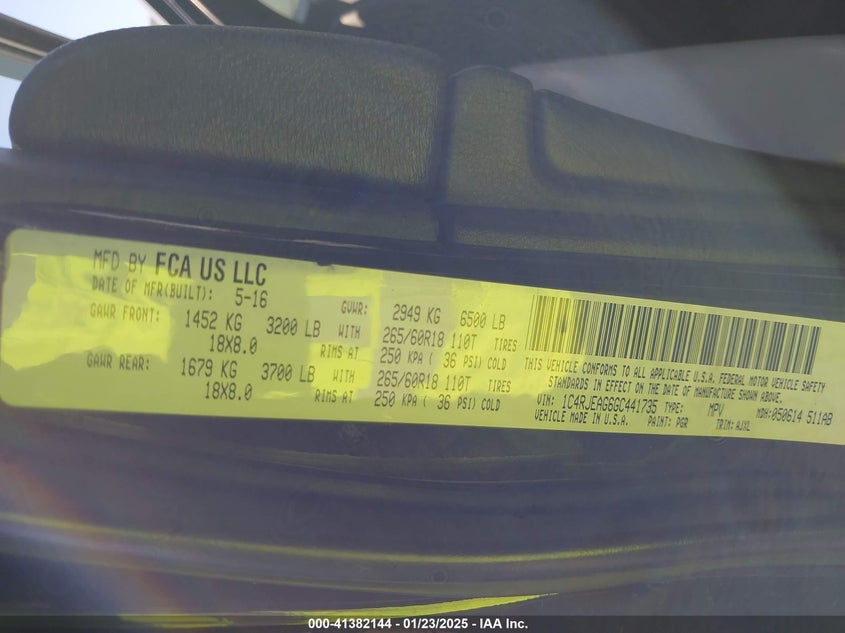 MFD BY FCA US LLC
DATE OF MFR(BUILT): 5-16 GVWR: 2949 KG 6500 LB
GAWR FRONT: 1452 KG 3200 LB WITH 265/60R18 110T TIRES
18X8.0 RIMS AT 250 KPA ( 36 PSI) COLD
GAWR REAR: 1679 KG 3700 LB WITH 265/60R18 110T TIRES
18X8.0 RIMS AT 250 KPA ( 36 PSI) COLD
THIS VEHICLE CONFORMS TO ALL APPLICABLE U.S.A. FEDERAL MOTOR VEHICLE SAFETY
STANDARDS IN EFFECT ON THE DATE OF MANUFACTURE SHOWN ABOVE.
VIN: 1C4RJEAG6GC441735 TYPE: MPV MDH:050614 511AB
VEHICLE MADE IN U.S.A. PAINT: PGR TRIM: AJXL
000-41382144 - 01/23/2025 - IAA Inc.